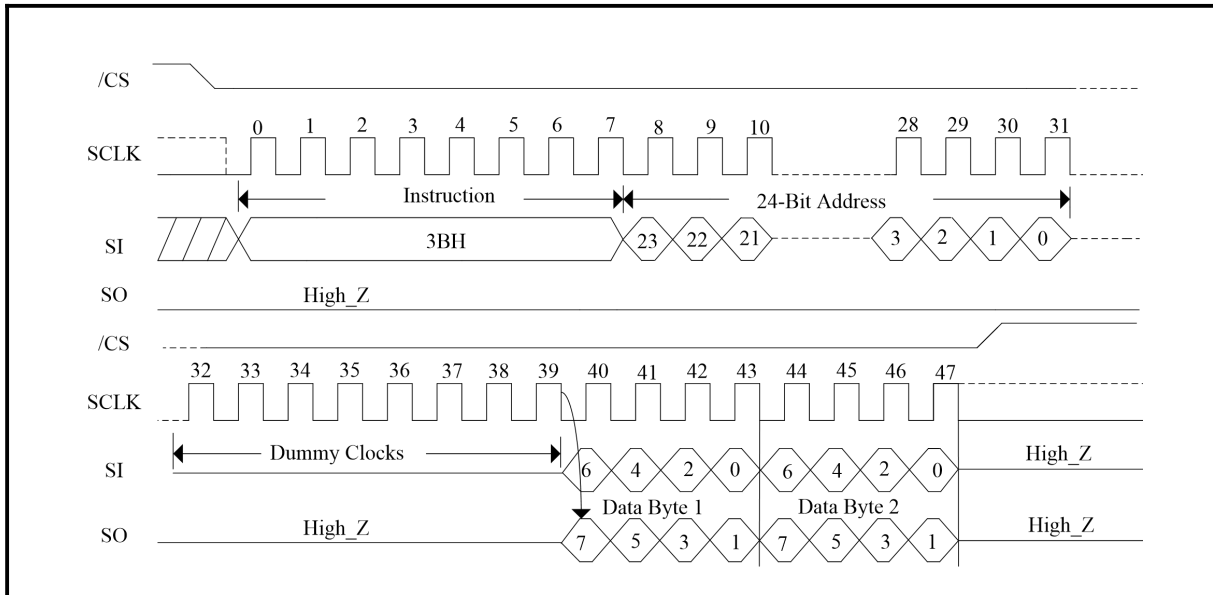 /CS
0 1 2 3 4 5 6 7 8 9 10 28 29 30 31
SCLK
Instruction 24-Bit Address
SI 3BH 23 22 21 3 2 1 0
SO High_Z
/CS
32 33 34 35 36 37 38 39 40 41 42 43 44 45 46 47
SCLK
Dummy Clocks
SI 6 4 2 0 6 4 2 0 High_Z
Data Byte 1 Data Byte 2
SO High_Z 7 5 3 1 7 5 3 1 High_Z